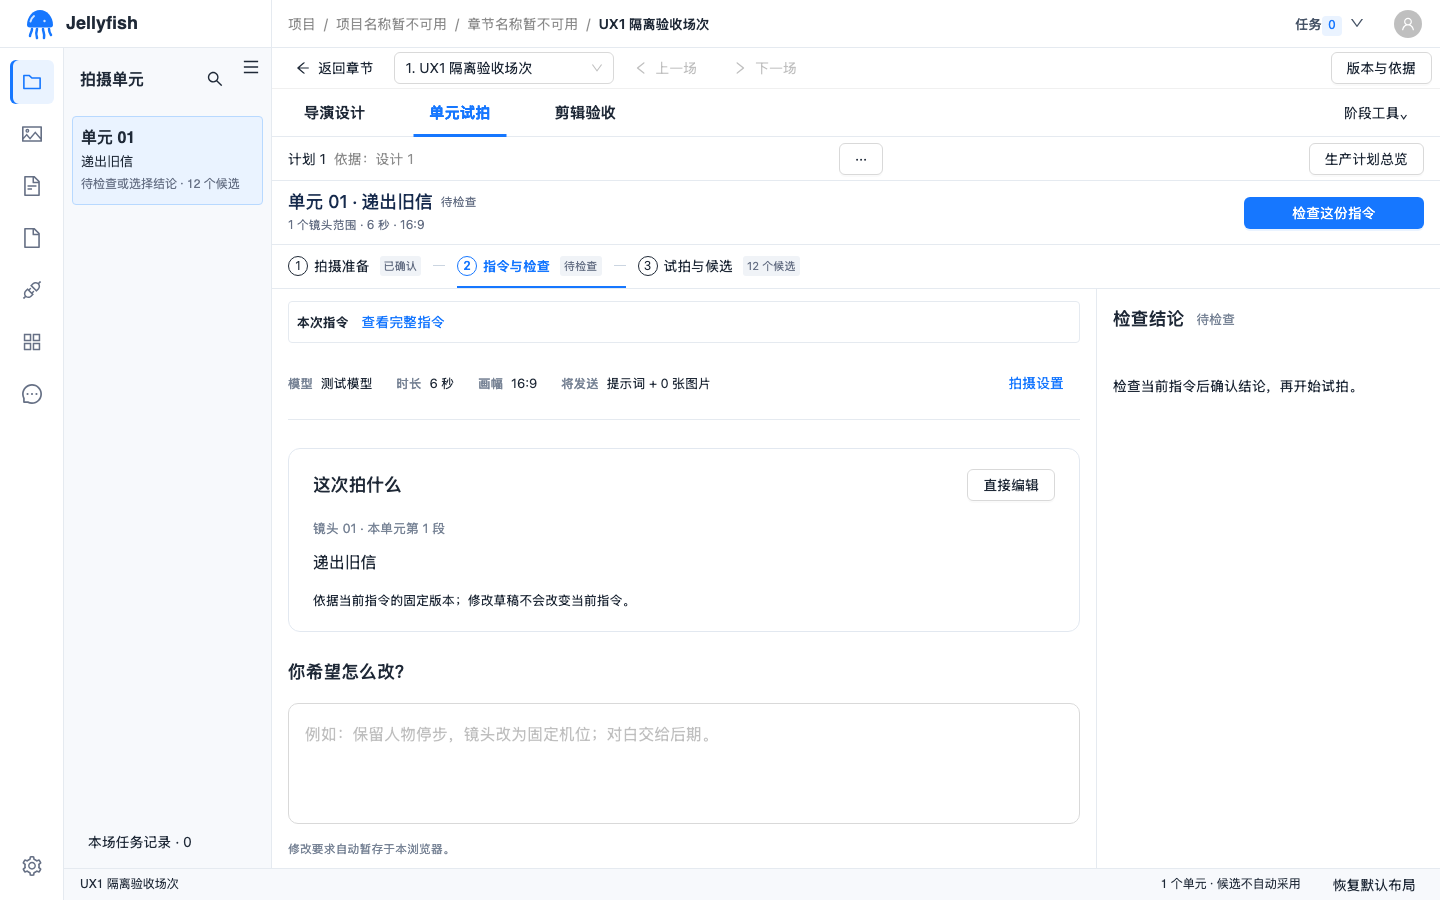 Jellyfish
项目 / 项目名称暂不可用 / 章节名称暂不可用 / UX1 隔离验收场次
任务 0
拍摄单元
返回章节
1. UX1 隔离验收场次
上一场
下一场
版本与依据
单元 01
递出旧信
待检查或选择结论 · 12 个候选
导演设计
单元试拍
剪辑验收
阶段工具
计划 1 依据：设计 1
...
生产计划总览
单元 01 · 递出旧信 待检查
1 个镜头范围 · 6 秒 · 16:9
检查这份指令
1 拍摄准备 已确认
2 指令与检查 待检查
3 试拍与候选 12 个候选
本次指令 查看完整指令
模型 测试模型 时长 6 秒 画幅 16:9 将发送 提示词 + 0 张图片
拍摄设置
这次拍什么
直接编辑
镜头 01 · 本单元第 1 段
递出旧信
依据当前指令的固定版本；修改草稿不会改变当前指令。
你希望怎么改？
例如：保留人物停步，镜头改为固定机位；对白交给后期。
修改要求自动暂存于本浏览器。
检查结论 待检查
检查当前指令后确认结论，再开始试拍。
本场任务记录 · 0
UX1 隔离验收场次
1 个单元 · 候选不自动采用
恢复默认布局